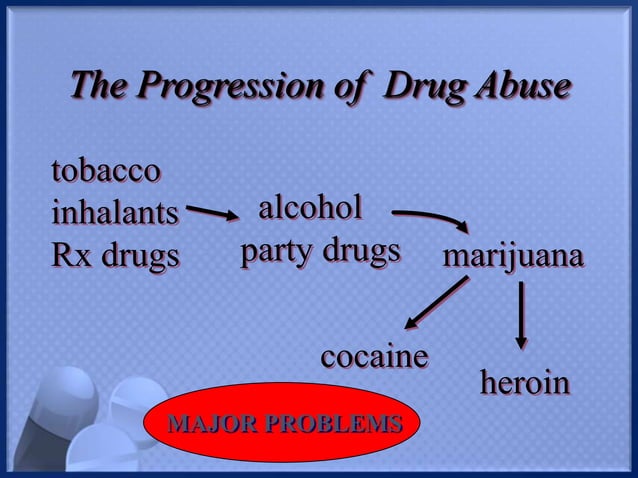 The Progression of Drug Abuse
tobacco
inhalants
Rx drugs
alcohol
party drugs
marijuana
cocaine
heroin
MAJOR PROBLEMS